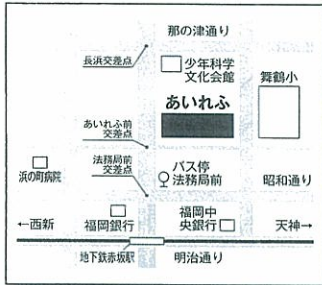 那の津通り
長浜交差点
少年科学
文化会館
舞鶴小
あいれふ
あいれふ前
交差点
法務局前
交差点
浜の町病院
バス停
法務局前
昭和通り
←西新
福岡銀行
福岡中
央銀行
天神→
地下鉄赤坂駅
明治通り